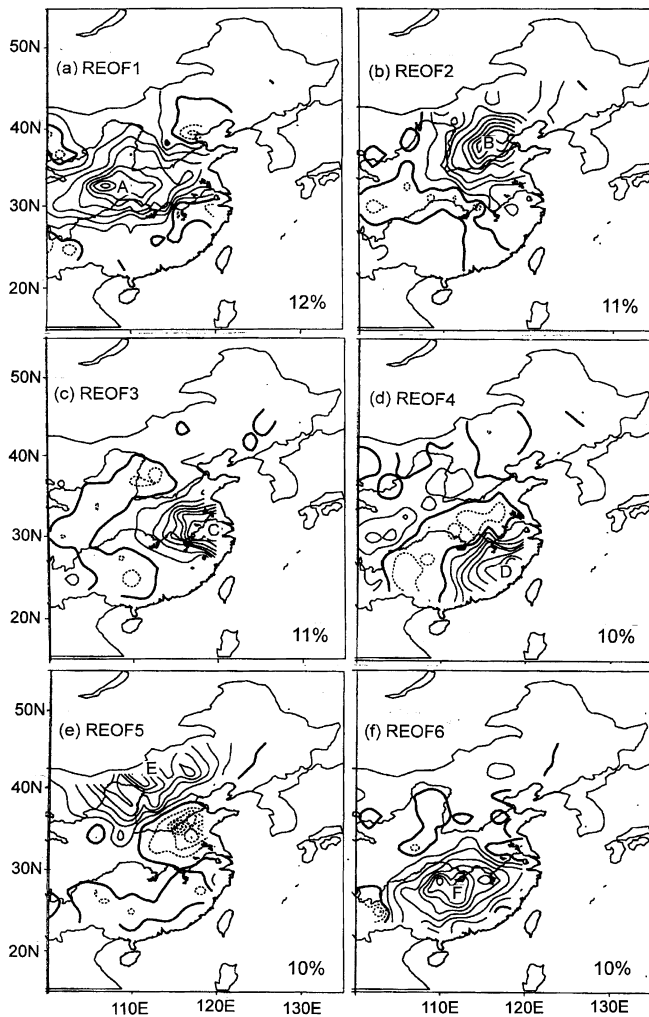 50N
(a) REOF1
(b) REOF2
40N
A
B
30N
20N
12%
11%
50N
(c) REOF3
(d) REOF4
40N
C
30N
D
20N
11%
10%
50N
(e) REOF5
(f) REOF6
E
40N
30N
F
20N
10%
10%
110E
120E
130E
110E
120E
130E